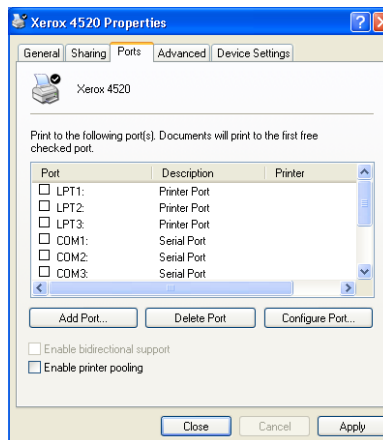 Xerox 4520 Properties
General Sharing Ports Advanced Device Settings
Xerox 4520
Print to the following port(s). Documents will print to the first free
checked port.
Port Description Printer
LPT1: Printer Port
LPT2: Printer Port
LPT3: Printer Port
COM1: Serial Port
COM2: Serial Port
COM3: Serial Port
Add Port... Delete Port Configure Port...
Enable bidirectional support
Enable printer pooling
Close Cancel Apply